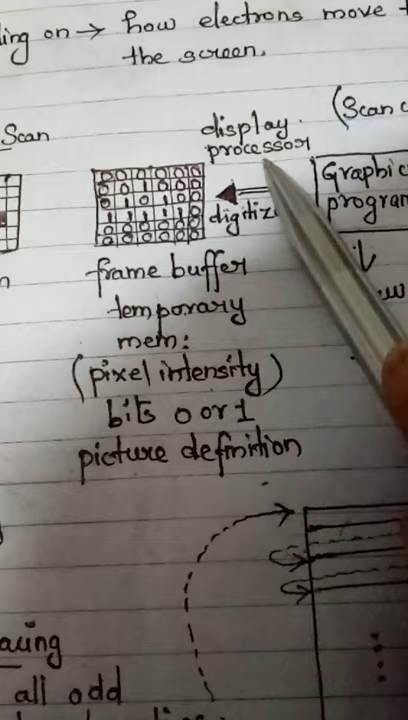 ing on → how electrons move t
the screen.
Scan
(Scan c
display
processor
Graphic
program
digitiz
frame buffer
temporary
mem:
(pixel intensity)
bits 0 or 1
picture definition
all odd